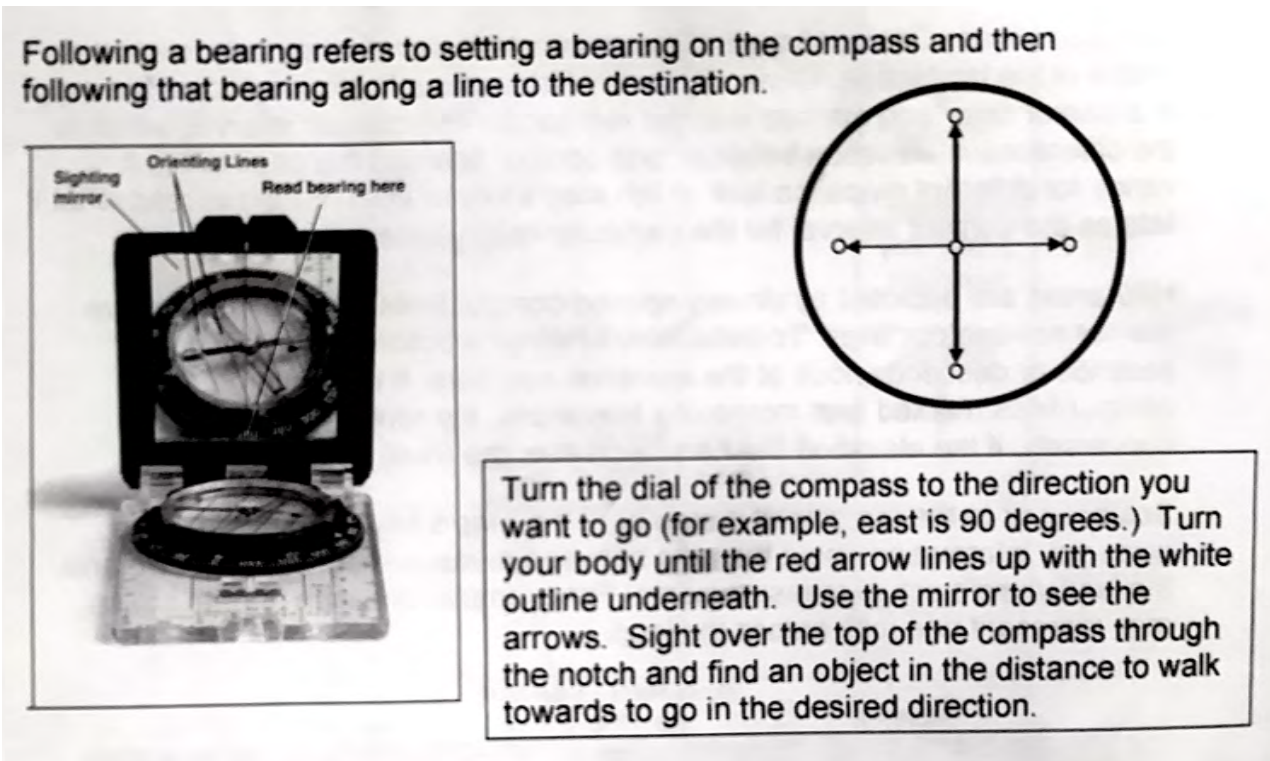 Following a bearing refers to setting a bearing on the compass and then
following that bearing along a line to the destination.
Orienting Lines
Sighting
mirror
Read bearing here
Turn the dial of the compass to the direction you
want to go (for example, east is 90 degrees.) Turn
your body until the red arrow lines up with the white
outline underneath. Use the mirror to see the
arrows. Sight over the top of the compass through
the notch and find an object in the distance to walk
towards to go in the desired direction.